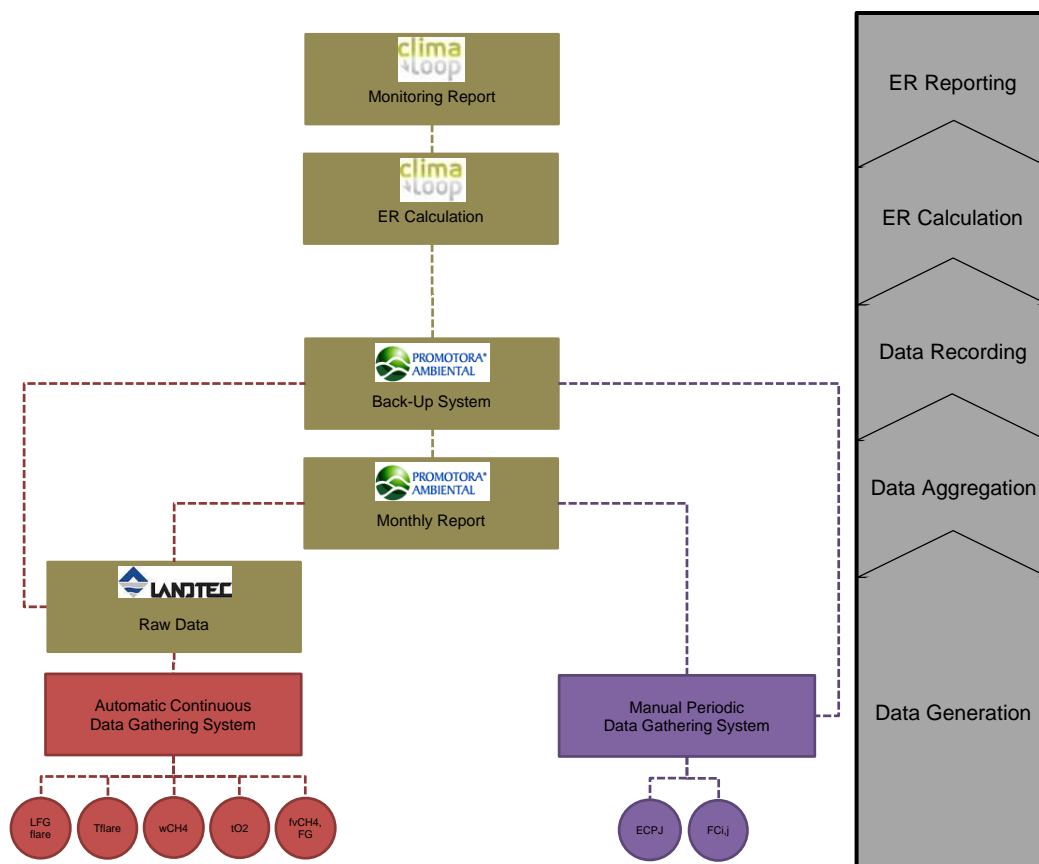 clima
LOOP
Monitoring Report
clima
LOOP
ER Calculation
PROMOTORA*
AMBIENTAL
Back-Up System
PROMOTORA*
AMBIENTAL
Monthly Report
LANDTEC
Raw Data
Automatic Continuous
Data Gathering System
Manual Periodic
Data Gathering System
LFG
flare
Tflare
wCH4
tO2
fvCH4,
FG
ECPJ
FCi,j
ER Reporting
ER Calculation
Data Recording
Data Aggregation
Data Generation